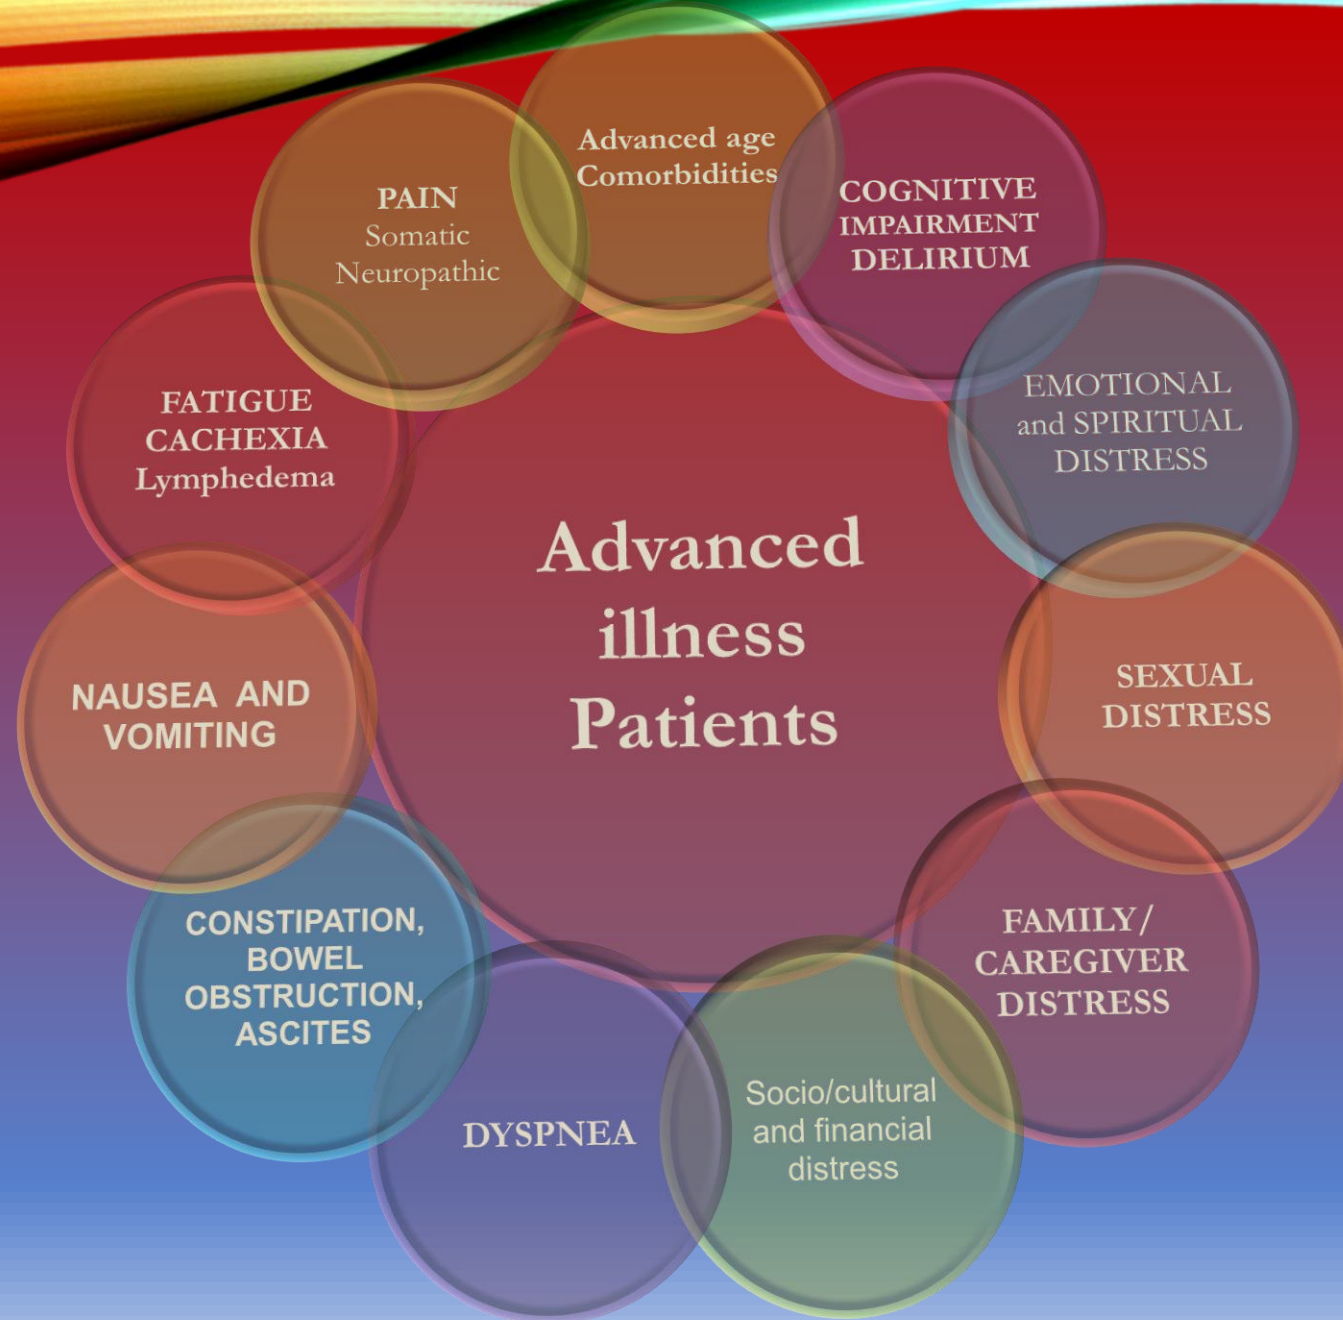 Advanced age
Comorbidities
COGNITIVE
IMPAIRMENT
DELIRIUM
EMOTIONAL
and SPIRITUAL
DISTRESS
SEXUAL
DISTRESS
FAMILY/
CAREGIVER
DISTRESS
Socio/cultural
and financial
distress
DYSPNEA
CONSTIPATION,
BOWEL
OBSTRUCTION,
ASCITES
NAUSEA AND
VOMITING
FATIGUE
CACHEXIA
Lymphedema
PAIN
Somatic
Neuropathic
Advanced
illness
Patients